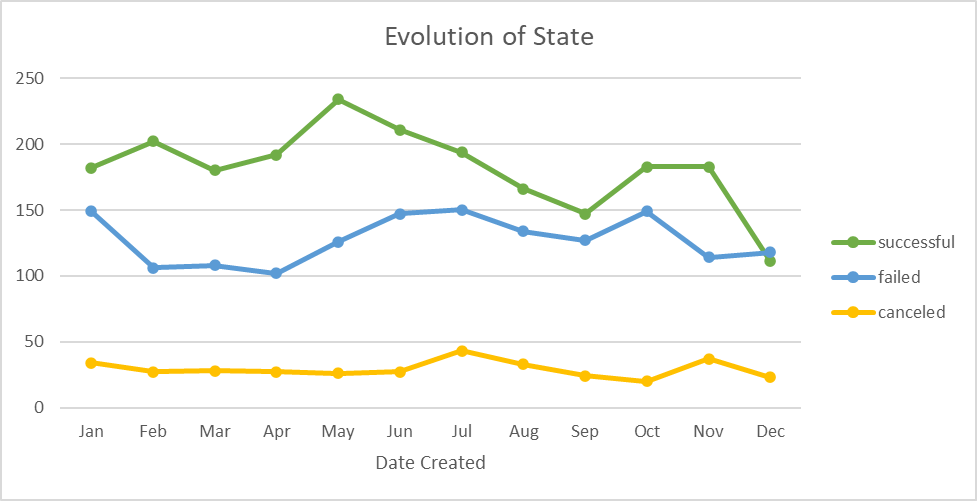 Evolution of State
250
200
150
100
50
0
Jan Feb Mar Apr May Jun Jul Aug Sep Oct Nov Dec
Date Created
successful
failed
canceled